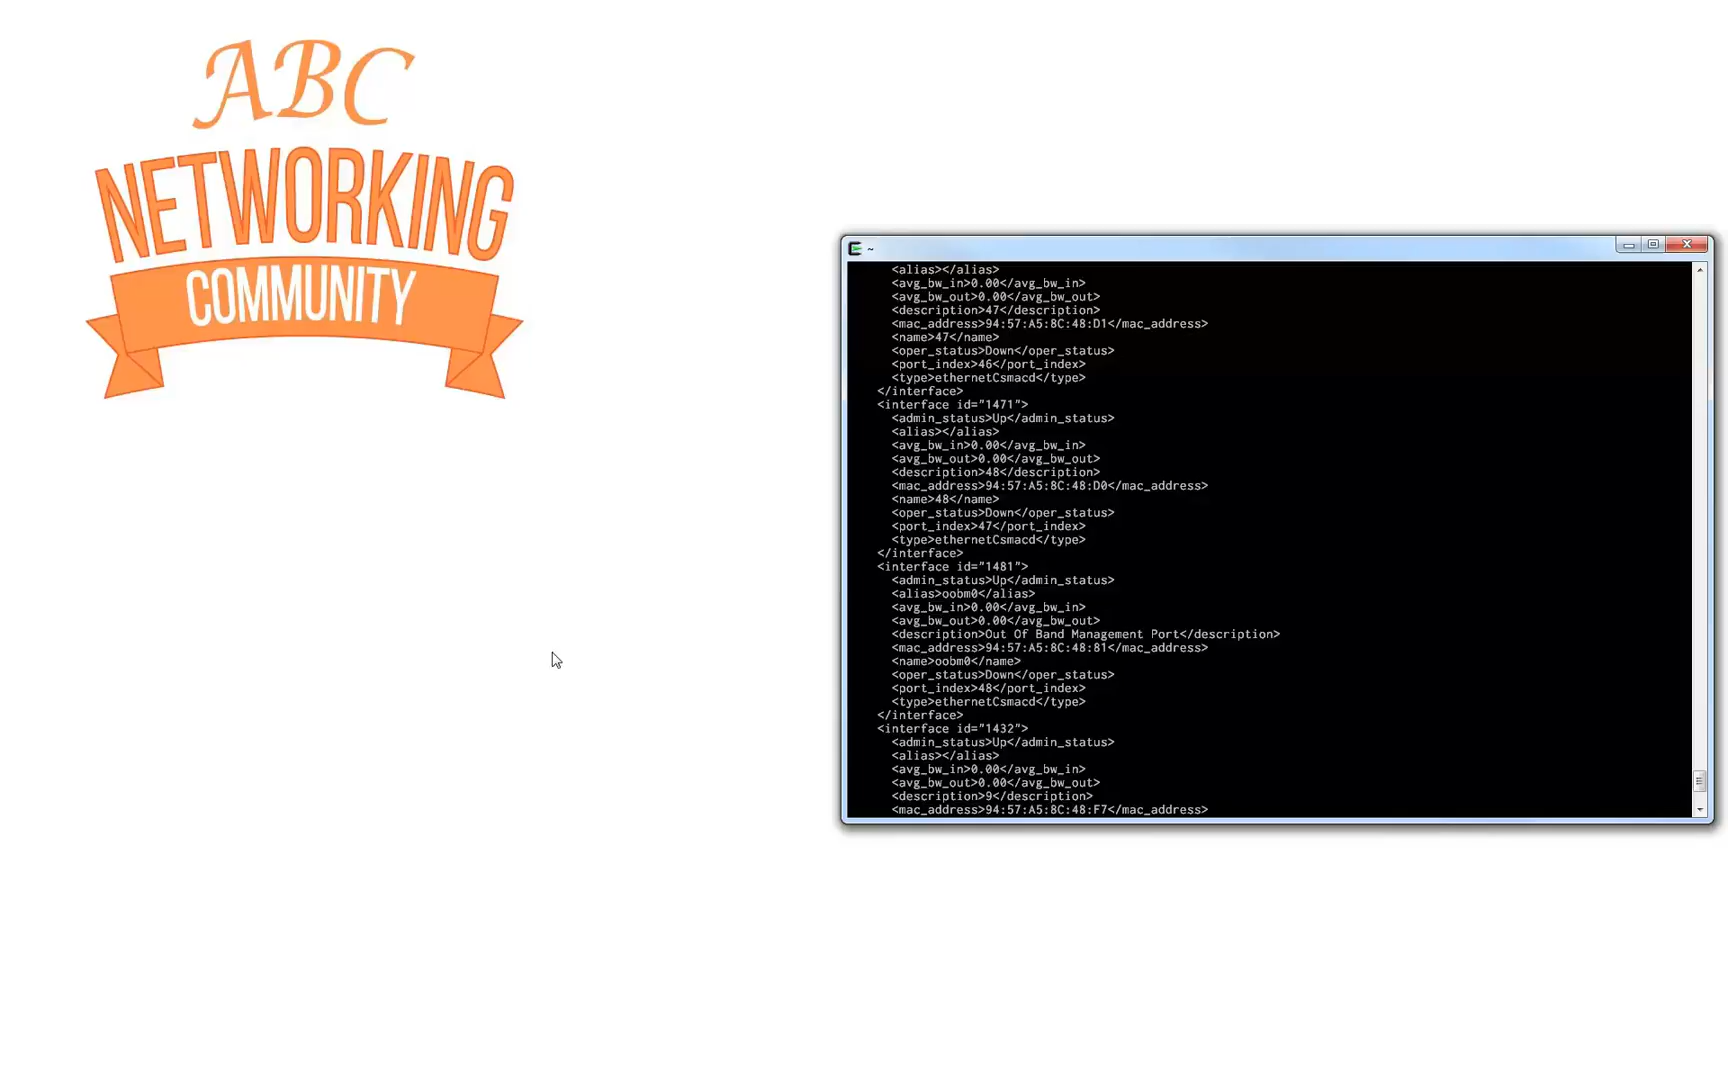 ABC
NETWORKING
COMMUNITY
~
<alias></alias>
<avg_bw_in>0.00</avg_bw_in>
<avg_bw_out>0.00</avg_bw_out>
<description>47</description>
<mac_address>94:57:A5:8C:48:D1</mac_address>
<name>47</name>
<oper_status>Down</oper_status>
<port_index>46</port_index>
<type>ethernetCsmacd</type>
</interface>
<interface id="1471">
<admin_status>Up</admin_status>
<alias></alias>
<avg_bw_in>0.00</avg_bw_in>
<avg_bw_out>0.00</avg_bw_out>
<description>48</description>
<mac_address>94:57:A5:8C:48:D0</mac_address>
<name>48</name>
<oper_status>Down</oper_status>
<port_index>47</port_index>
<type>ethernetCsmacd</type>
</interface>
<interface id="1481">
<admin_status>Up</admin_status>
<alias>oobm0</alias>
<avg_bw_in>0.00</avg_bw_in>
<avg_bw_out>0.00</avg_bw_out>
<description>Out Of Band Management Port</description>
<mac_address>94:57:A5:8C:48:81</mac_address>
<name>oobm0</name>
<oper_status>Down</oper_status>
<port_index>48</port_index>
<type>ethernetCsmacd</type>
</interface>
<interface id="1432">
<admin_status>Up</admin_status>
<alias></alias>
<avg_bw_in>0.00</avg_bw_in>
<avg_bw_out>0.00</avg_bw_out>
<description>9</description>
<mac_address>94:57:A5:8C:48:F7</mac_address>